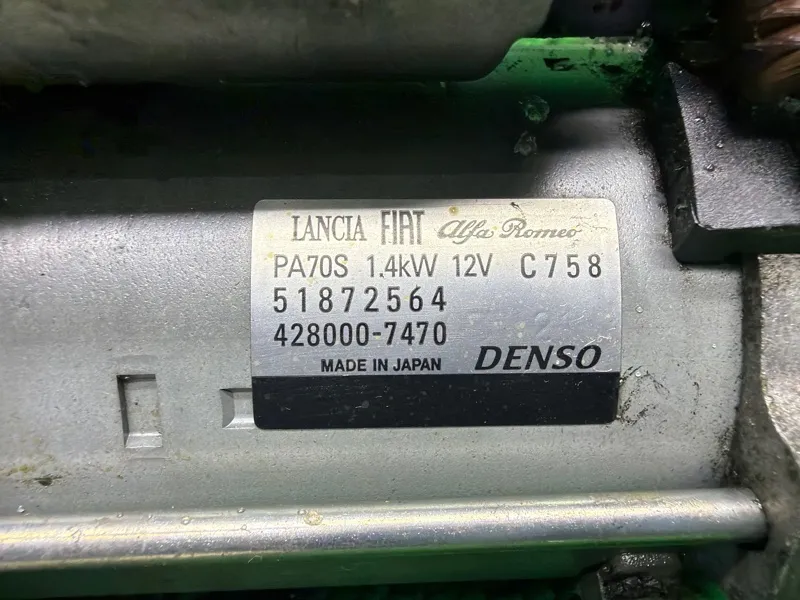 LANCIA FIAT Alfa Romeo
PA70S 1.4kW 12V C758
51872564
428000-7470
MADE IN JAPAN DENSO